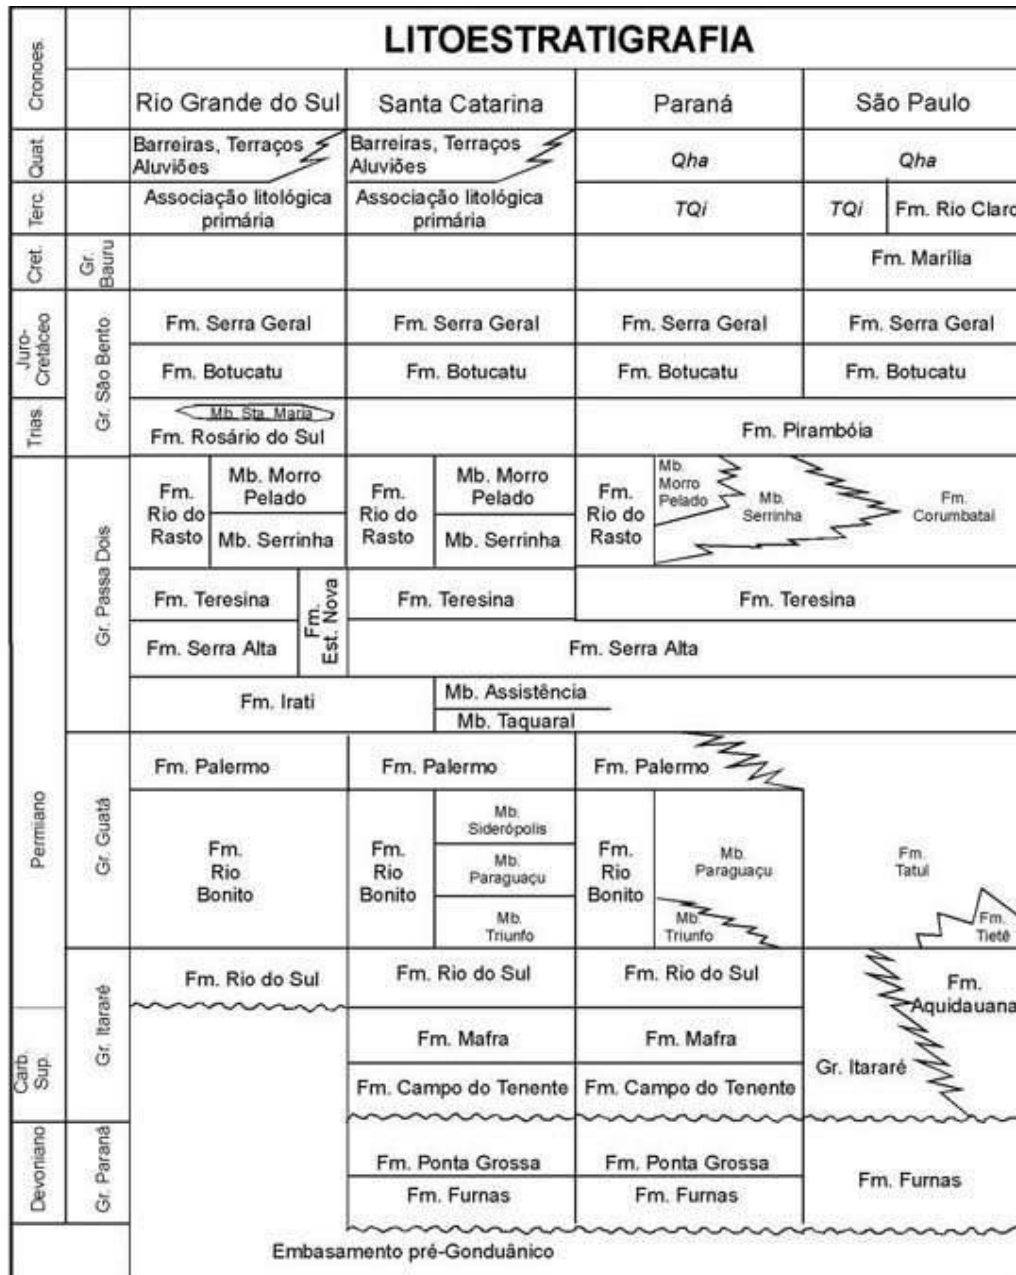 LITOESTRATIGRAFIA
Cronoes.
Rio Grande do Sul
Santa Catarina
Paraná
São Paulo
Quat.
Barreiras, Terraços
Aluviões
Barreiras, Terraços
Aluviões
Qha
Qha
Terc.
Associação litológica
primária
Associação litológica
primária
TQi
TQi
Fm. Rio Claro
Cret.
Gr.
Bauru
Fm. Marília
Juro-
Cretáceo
Gr. São Bento
Fm. Serra Geral
Fm. Serra Geral
Fm. Serra Geral
Fm. Serra Geral
Fm. Botucatu
Fm. Botucatu
Fm. Botucatu
Fm. Botucatu
Trias.
Mb. Sta. Maria
Fm. Rosário do Sul
Fm. Pirambóia
Permiano
Gr. Passa Dois
Fm.
Rio do
Rasto
Mb. Morro
Pelado
Mb. Serrinha
Fm.
Rio do
Rasto
Mb. Morro
Pelado
Mb. Serrinha
Fm.
Rio do
Rasto
Mb.
Morro
Pelado
Mb.
Serrinha
Fm.
Corumbatal
Fm. Teresina
Fm.
Est. Nova
Fm. Teresina
Fm. Teresina
Fm. Serra Alta
Fm. Serra Alta
Fm. Irati
Mb. Assistência
Mb. Taquaral
Gr. Guatá
Fm. Palermo
Fm. Palermo
Fm. Palermo
Fm.
Rio
Bonito
Fm.
Rio
Bonito
Mb.
Siderópolis
Mb.
Paraguaçu
Mb.
Triunfo
Fm.
Rio
Bonito
Mb.
Paraguaçu
Mb.
Triunfo
Fm.
Tatul
Fm.
Tietê
Gr. Itararé
Fm. Rio do Sul
Fm. Rio do Sul
Fm. Rio do Sul
Fm.
Aquidauana
Carb.
Sup.
Fm. Mafra
Fm. Mafra
Gr. Itararé
Fm. Campo do Tenente
Fm. Campo do Tenente
Devoniano
Gr. Paraná
Fm. Ponta Grossa
Fm. Ponta Grossa
Fm. Furnas
Fm. Furnas
Fm. Furnas
Embasamento pré-Gonduânico